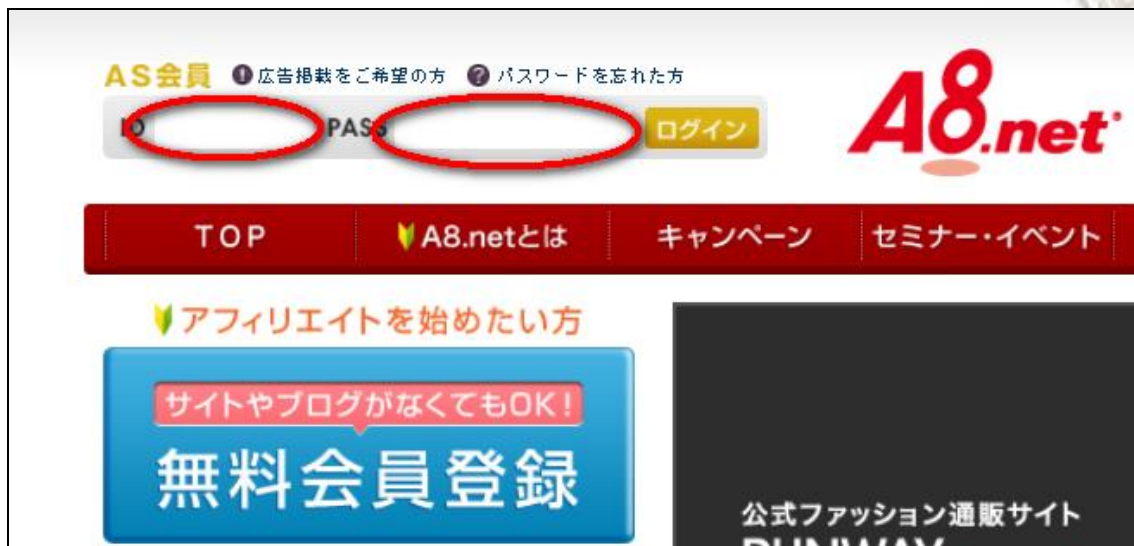 AS会員 広告掲載をご希望の方 パスワードを忘れた方
ID PASS ログイン
A8.net
TOP A8.netとは キャンペーン セミナー・イベント
アフィリエイトを始めたい方
サイトやブログがなくてもOK!
無料会員登録
公式ファッション通販サイト
RUNWAY